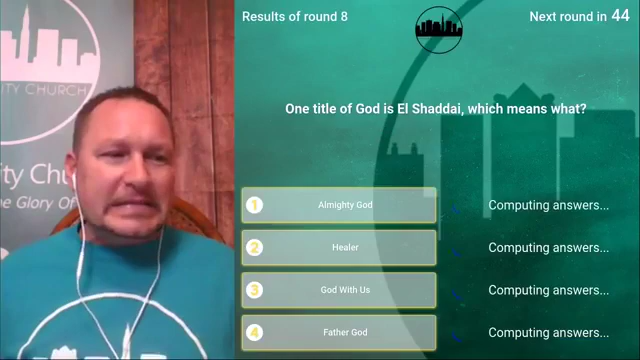 Results of round 8
Next round in 44
ITY CHURCH
One title of God is El Shaddai, which means what?
1 Almighty God Computing answers...
2 Healer Computing answers...
3 God With Us Computing answers...
4 Father God Computing answers...
ity Chu
e Glory Of